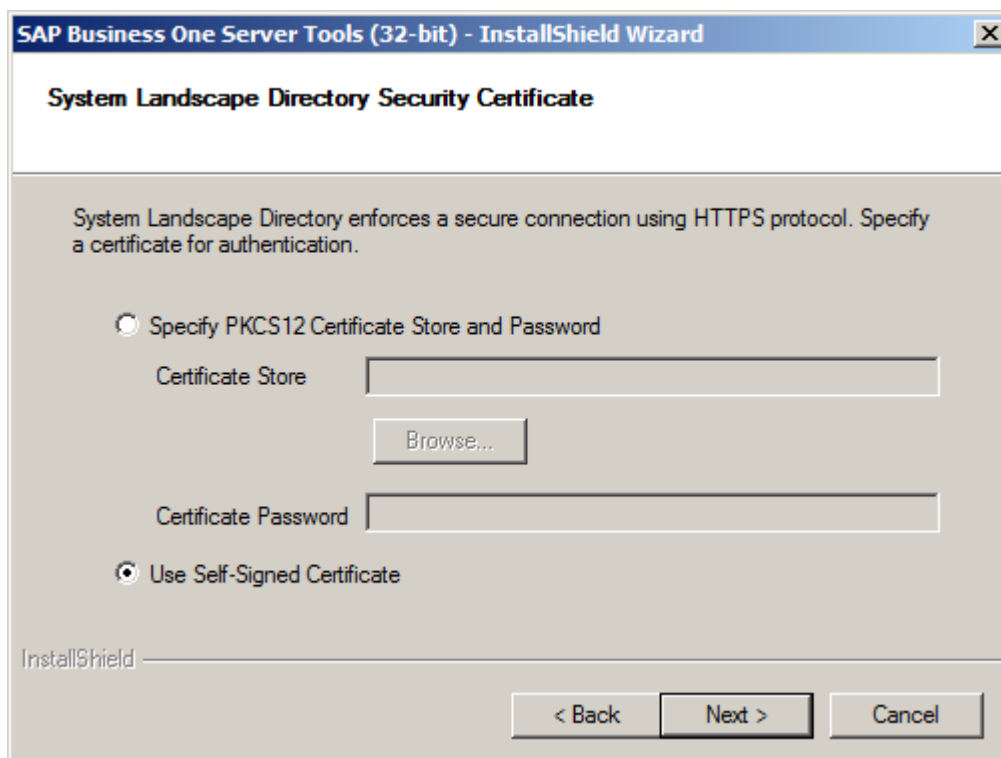 SAP Business One Server Tools (32-bit) - InstallShield Wizard
System Landscape Directory Security Certificate
System Landscape Directory enforces a secure connection using HTTPS protocol. Specify
a certificate for authentication.
Specify PKCS12 Certificate Store and Password
Certificate Store
Browse...
Certificate Password
Use Self-Signed Certificate
InstallShield
< Back Next > Cancel